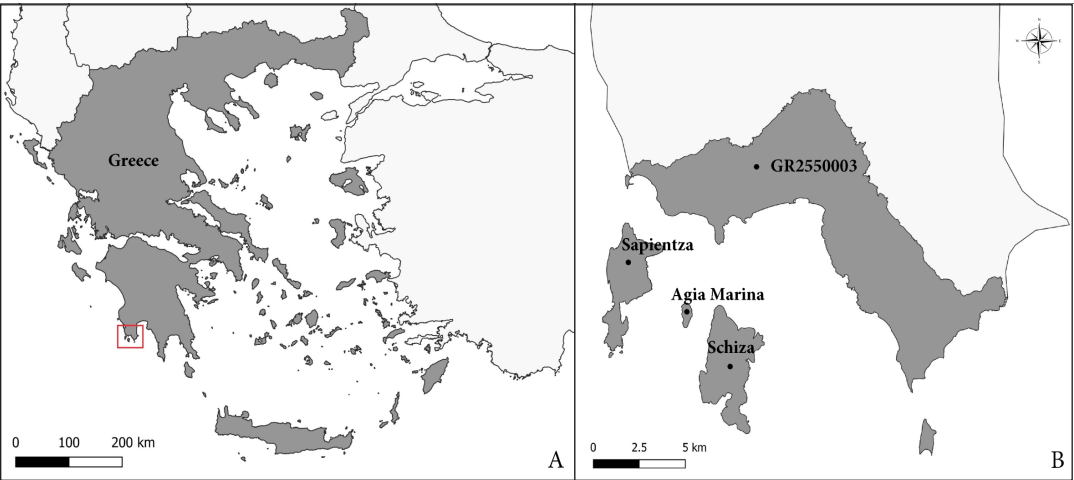 Greece
0 100 200 km
A
N
W E
S
GR2550003
Sapientza
Agia Marina
Schiza
0 2.5 5 km
B